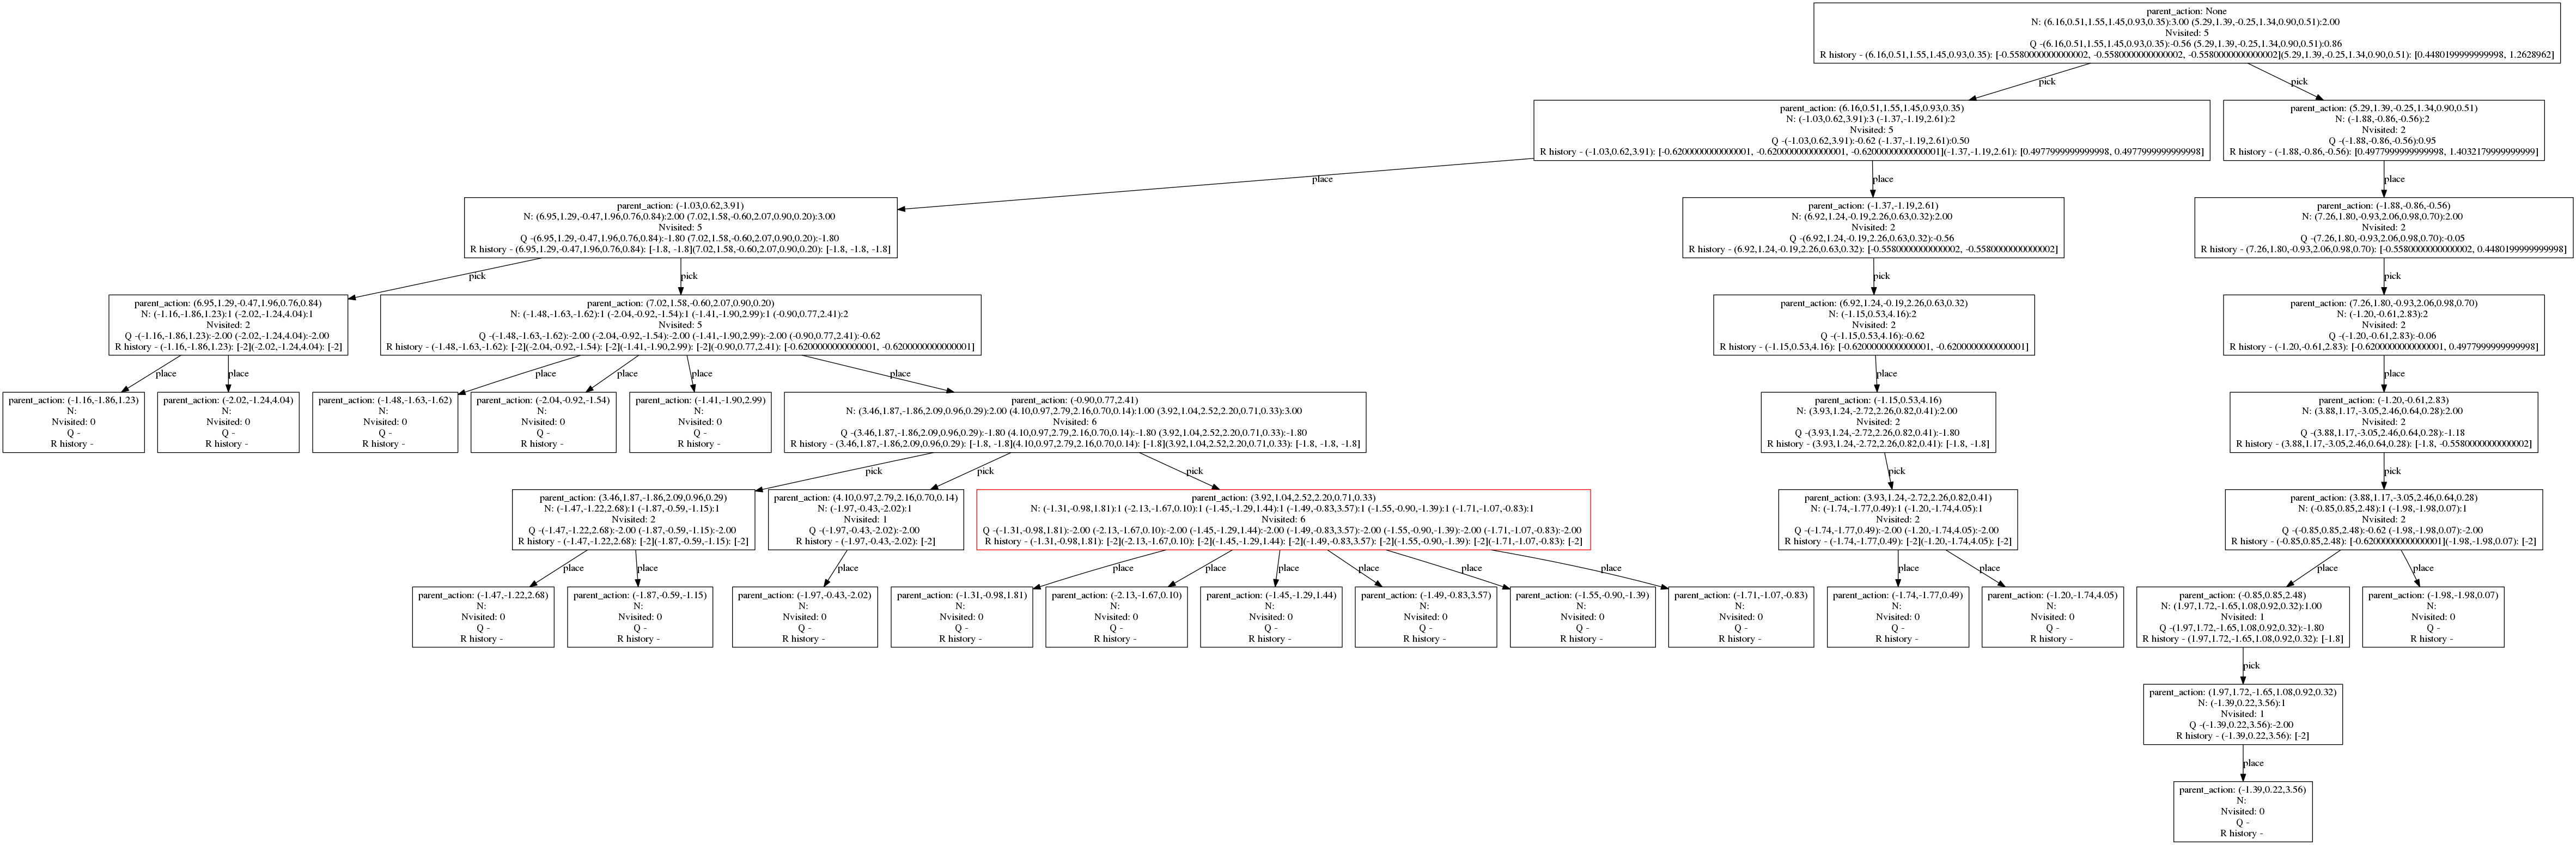 parent_action: None
N: (6.16,0.51,1.55,1.45,0.93,0.35):3.00 (5.29,1.39,-0.25,1.34,0.90,0.51):2.00
Nvisited: 5
Q -(6.16,0.51,1.55,1.45,0.93,0.35):-0.56 (5.29,1.39,-0.25,1.34,0.90,0.51):0.86
R history - (6.16,0.51,1.55,1.45,0.93,0.35): [-0.5580000000000002, -0.5580000000000002, -0.5580000000000002](5.29,1.39,-0.25,1.34,0.90,0.51): [0.4480199999999998, 1.2628962]
pick
pick
parent_action: (6.16,0.51,1.55,1.45,0.93,0.35)
N: (-1.03,0.62,3.91):3 (-1.37,-1.19,2.61):2
Nvisited: 5
Q -(-1.03,0.62,3.91):-0.62 (-1.37,-1.19,2.61):0.50
R history - (-1.03,0.62,3.91): [-0.6200000000000001, -0.6200000000000001, -0.6200000000000001](-1.37,-1.19,2.61): [0.4977999999999998, 0.4977999999999998]
parent_action: (5.29,1.39,-0.25,1.34,0.90,0.51)
N: (-1.88,-0.86,-0.56):2
Nvisited: 2
Q -(-1.88,-0.86,-0.56):0.95
R history - (-1.88,-0.86,-0.56): [0.4977999999999998, 1.4032179999999999]
place
place
place
parent_action: (-1.03,0.62,3.91)
N: (6.95,1.29,-0.47,1.96,0.76,0.84):2.00 (7.02,1.58,-0.60,2.07,0.90,0.20):3.00
Nvisited: 5
Q -(6.95,1.29,-0.47,1.96,0.76,0.84):-1.80 (7.02,1.58,-0.60,2.07,0.90,0.20):-1.80
R history - (6.95,1.29,-0.47,1.96,0.76,0.84): [-1.8, -1.8](7.02,1.58,-0.60,2.07,0.90,0.20): [-1.8, -1.8, -1.8]
parent_action: (-1.37,-1.19,2.61)
N: (6.92,1.24,-0.19,2.26,0.63,0.32):2.00
Nvisited: 2
Q -(6.92,1.24,-0.19,2.26,0.63,0.32):-0.56
R history - (6.92,1.24,-0.19,2.26,0.63,0.32): [-0.5580000000000002, -0.5580000000000002]
parent_action: (-1.88,-0.86,-0.56)
N: (7.26,1.80,-0.93,2.06,0.98,0.70):2.00
Nvisited: 2
Q -(7.26,1.80,-0.93,2.06,0.98,0.70):-0.05
R history - (7.26,1.80,-0.93,2.06,0.98,0.70): [-0.5580000000000002, 0.4480199999999998]
pick
pick
pick
pick
parent_action: (6.95,1.29,-0.47,1.96,0.76,0.84)
N: (-1.16,-1.86,1.23):1 (-2.02,-1.24,4.04):1
Nvisited: 2
Q -(-1.16,-1.86,1.23):-2.00 (-2.02,-1.24,4.04):-2.00
R history - (-1.16,-1.86,1.23): [-2](-2.02,-1.24,4.04): [-2]
parent_action: (7.02,1.58,-0.60,2.07,0.90,0.20)
N: (-1.48,-1.63,-1.62):1 (-2.04,-0.92,-1.54):1 (-1.41,-1.90,2.99):1 (-0.90,0.77,2.41):2
Nvisited: 5
Q -(-1.48,-1.63,-1.62):-2.00 (-2.04,-0.92,-1.54):-2.00 (-1.41,-1.90,2.99):-2.00 (-0.90,0.77,2.41):-0.62
R history - (-1.48,-1.63,-1.62): [-2](-2.04,-0.92,-1.54): [-2](-1.41,-1.90,2.99): [-2](-0.90,0.77,2.41): [-0.6200000000000001, -0.6200000000000001]
parent_action: (6.92,1.24,-0.19,2.26,0.63,0.32)
N: (-1.15,0.53,4.16):2
Nvisited: 2
Q -(-1.15,0.53,4.16):-0.62
R history - (-1.15,0.53,4.16): [-0.6200000000000001, -0.6200000000000001]
parent_action: (7.26,1.80,-0.93,2.06,0.98,0.70)
N: (-1.20,-0.61,2.83):2
Nvisited: 2
Q -(-1.20,-0.61,2.83):-0.06
R history - (-1.20,-0.61,2.83): [-0.6200000000000001, 0.4977999999999998]
place
place
place
place
place
place
place
place
parent_action: (-1.16,-1.86,1.23)
N:
Nvisited: 0
Q -
R history -
parent_action: (-2.02,-1.24,4.04)
N:
Nvisited: 0
Q -
R history -
parent_action: (-1.48,-1.63,-1.62)
N:
Nvisited: 0
Q -
R history -
parent_action: (-2.04,-0.92,-1.54)
N:
Nvisited: 0
Q -
R history -
parent_action: (-1.41,-1.90,2.99)
N:
Nvisited: 0
Q -
R history -
parent_action: (-0.90,0.77,2.41)
N: (3.46,1.87,-1.86,2.09,0.96,0.29):2.00 (4.10,0.97,2.79,2.16,0.70,0.14):1.00 (3.92,1.04,2.52,2.20,0.71,0.33):3.00
Nvisited: 6
Q -(3.46,1.87,-1.86,2.09,0.96,0.29):-1.80 (4.10,0.97,2.79,2.16,0.70,0.14):-1.80 (3.92,1.04,2.52,2.20,0.71,0.33):-1.80
R history - (3.46,1.87,-1.86,2.09,0.96,0.29): [-1.8, -1.8](4.10,0.97,2.79,2.16,0.70,0.14): [-1.8](3.92,1.04,2.52,2.20,0.71,0.33): [-1.8, -1.8, -1.8]
parent_action: (-1.15,0.53,4.16)
N: (3.93,1.24,-2.72,2.26,0.82,0.41):2.00
Nvisited: 2
Q -(3.93,1.24,-2.72,2.26,0.82,0.41):-1.80
R history - (3.93,1.24,-2.72,2.26,0.82,0.41): [-1.8, -1.8]
parent_action: (-1.20,-0.61,2.83)
N: (3.88,1.17,-3.05,2.46,0.64,0.28):2.00
Nvisited: 2
Q -(3.88,1.17,-3.05,2.46,0.64,0.28):-1.18
R history - (3.88,1.17,-3.05,2.46,0.64,0.28): [-1.8, -0.5580000000000002]
pick
pick
pick
pick
pick
parent_action: (3.46,1.87,-1.86,2.09,0.96,0.29)
N: (-1.47,-1.22,2.68):1 (-1.87,-0.59,-1.15):1
Nvisited: 2
Q -(-1.47,-1.22,2.68):-2.00 (-1.87,-0.59,-1.15):-2.00
R history - (-1.47,-1.22,2.68): [-2](-1.87,-0.59,-1.15): [-2]
parent_action: (4.10,0.97,2.79,2.16,0.70,0.14)
N: (-1.97,-0.43,-2.02):1
Nvisited: 1
Q -(-1.97,-0.43,-2.02):-2.00
R history - (-1.97,-0.43,-2.02): [-2]
parent_action: (3.92,1.04,2.52,2.20,0.71,0.33)
N: (-1.31,-0.98,1.81):1 (-2.13,-1.67,0.10):1 (-1.45,-1.29,1.44):1 (-1.49,-0.83,3.57):1 (-1.55,-0.90,-1.39):1 (-1.71,-1.07,-0.83):1
Nvisited: 6
Q -(-1.31,-0.98,1.81):-2.00 (-2.13,-1.67,0.10):-2.00 (-1.45,-1.29,1.44):-2.00 (-1.49,-0.83,3.57):-2.00 (-1.55,-0.90,-1.39):-2.00 (-1.71,-1.07,-0.83):-2.00
R history - (-1.31,-0.98,1.81): [-2](-2.13,-1.67,0.10): [-2](-1.45,-1.29,1.44): [-2](-1.49,-0.83,3.57): [-2](-1.55,-0.90,-1.39): [-2](-1.71,-1.07,-0.83): [-2]
parent_action: (3.93,1.24,-2.72,2.26,0.82,0.41)
N: (-1.74,-1.77,0.49):1 (-1.20,-1.74,4.05):1
Nvisited: 2
Q -(-1.74,-1.77,0.49):-2.00 (-1.20,-1.74,4.05):-2.00
R history - (-1.74,-1.77,0.49): [-2](-1.20,-1.74,4.05): [-2]
parent_action: (3.88,1.17,-3.05,2.46,0.64,0.28)
N: (-0.85,0.85,2.48):1 (-1.98,-1.98,0.07):1
Nvisited: 2
Q -(-0.85,0.85,2.48):-0.62 (-1.98,-1.98,0.07):-2.00
R history - (-0.85,0.85,2.48): [-0.6200000000000001](-1.98,-1.98,0.07): [-2]
place
place
place
place
place
place
place
place
place
place
place
place
place
parent_action: (-1.47,-1.22,2.68)
N:
Nvisited: 0
Q -
R history -
parent_action: (-1.87,-0.59,-1.15)
N:
Nvisited: 0
Q -
R history -
parent_action: (-1.97,-0.43,-2.02)
N:
Nvisited: 0
Q -
R history -
parent_action: (-1.31,-0.98,1.81)
N:
Nvisited: 0
Q -
R history -
parent_action: (-2.13,-1.67,0.10)
N:
Nvisited: 0
Q -
R history -
parent_action: (-1.45,-1.29,1.44)
N:
Nvisited: 0
Q -
R history -
parent_action: (-1.49,-0.83,3.57)
N:
Nvisited: 0
Q -
R history -
parent_action: (-1.55,-0.90,-1.39)
N:
Nvisited: 0
Q -
R history -
parent_action: (-1.71,-1.07,-0.83)
N:
Nvisited: 0
Q -
R history -
parent_action: (-1.74,-1.77,0.49)
N:
Nvisited: 0
Q -
R history -
parent_action: (-1.20,-1.74,4.05)
N:
Nvisited: 0
Q -
R history -
parent_action: (-0.85,0.85,2.48)
N: (1.97,1.72,-1.65,1.08,0.92,0.32):1.00
Nvisited: 1
Q -(1.97,1.72,-1.65,1.08,0.92,0.32):-1.80
R history - (1.97,1.72,-1.65,1.08,0.92,0.32): [-1.8]
parent_action: (-1.98,-1.98,0.07)
N:
Nvisited: 0
Q -
R history -
pick
parent_action: (1.97,1.72,-1.65,1.08,0.92,0.32)
N: (-1.39,0.22,3.56):1
Nvisited: 1
Q -(-1.39,0.22,3.56):-2.00
R history - (-1.39,0.22,3.56): [-2]
place
parent_action: (-1.39,0.22,3.56)
N:
Nvisited: 0
Q -
R history -